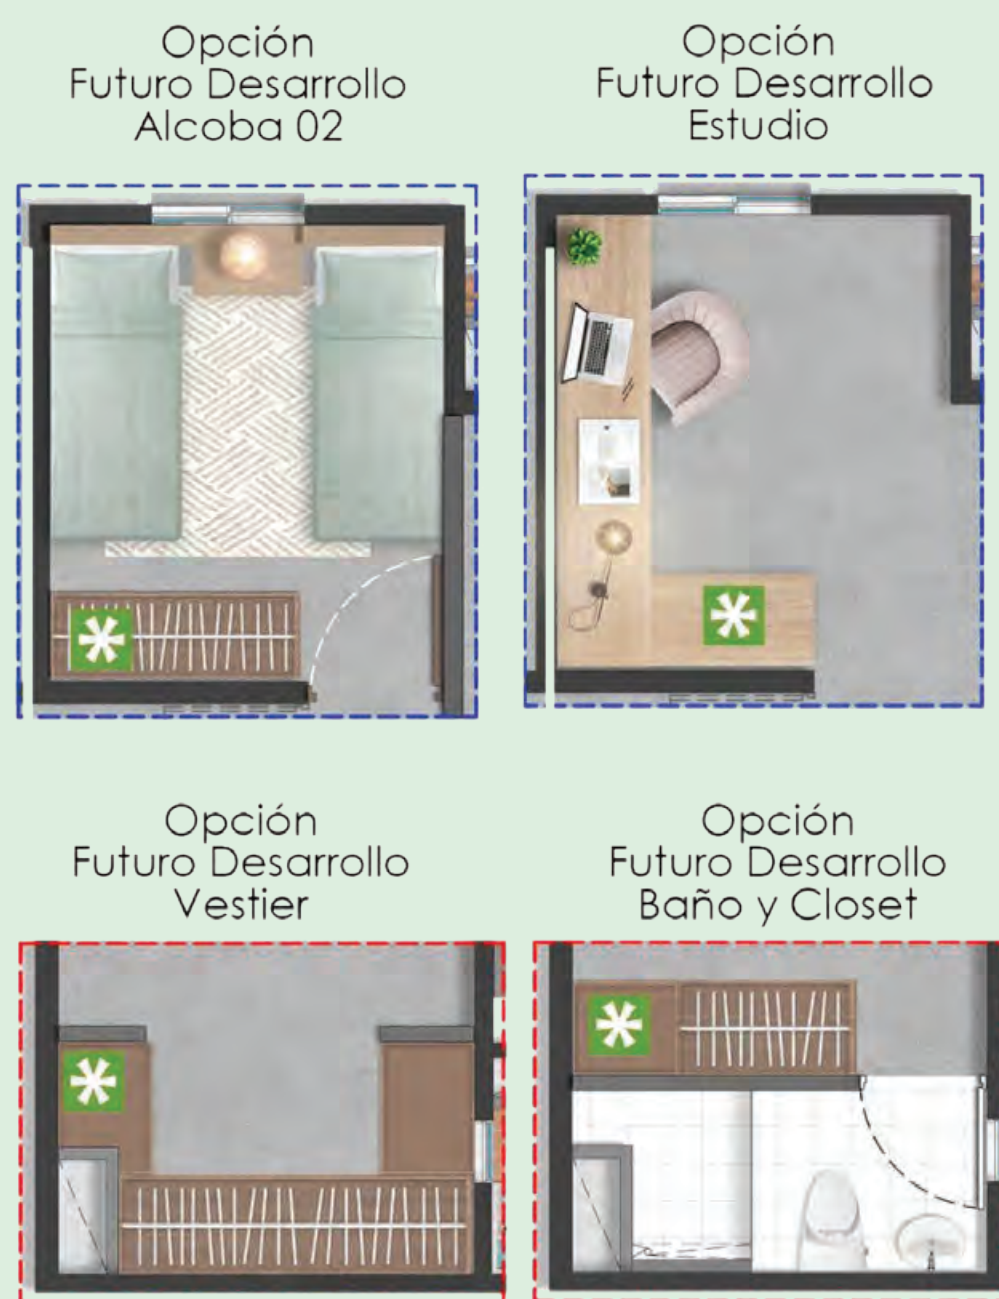 Opción
Futuro Desarrollo
Alcoba 02
Opción
Futuro Desarrollo
Estudio
Opción
Futuro Desarrollo
Vestier
Opción
Futuro Desarrollo
Baño y Closet